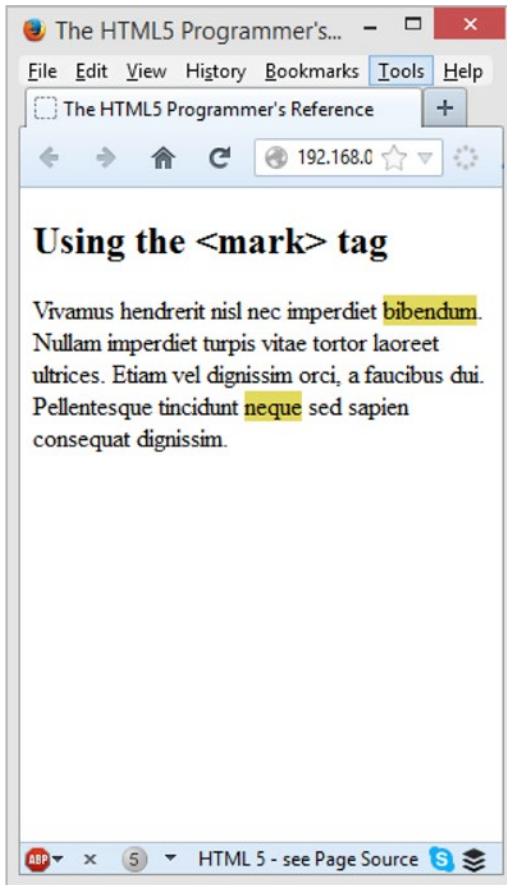 The HTML5 Programmer's...
File Edit View History Bookmarks Tools Help
The HTML5 Programmer's Reference
192.168.0
Using the <mark> tag
Vivamus hendrerit nisl nec imperdiet bibendum.
Nullam imperdiet turpis vitae tortor laoreet
ultrices. Etiam vel dignissim orci, a faucibus dui.
Pellentesque tincidunt neque sed sapien
consequat dignissim.
ABP 5 HTML 5 - see Page Source